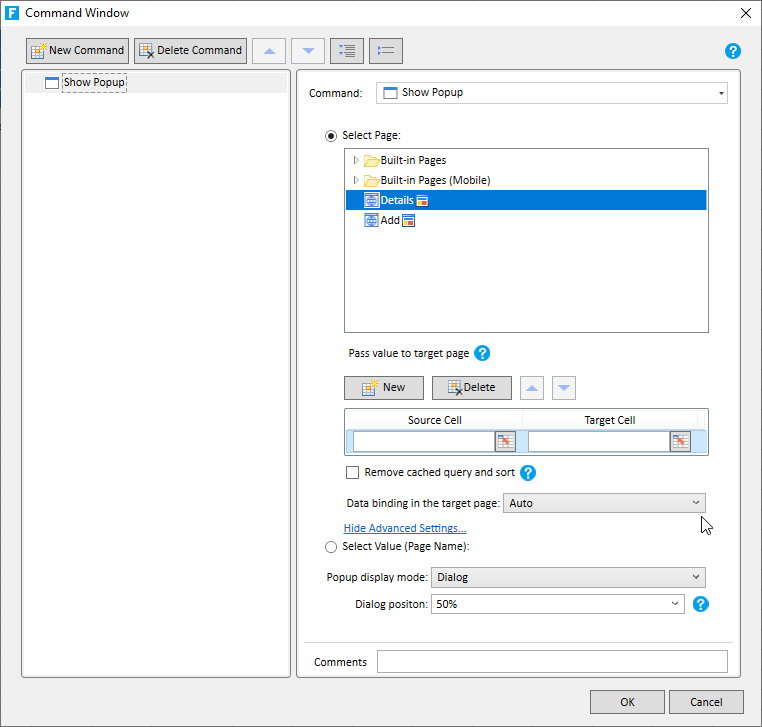 F Command Window
New Command Delete Command ?
Show Popup
Command: Show Popup
Select Page:
Built-in Pages
Built-in Pages (Mobile)
Details
Add
Pass value to target page ?
New Delete
Source Cell Target Cell
Remove cached query and sort ?
Data binding in the target page: Auto
Hide Advanced Settings...
Select Value (Page Name):
Popup display mode: Dialog
Dialog positon: 50% ?
Comments
OK Cancel